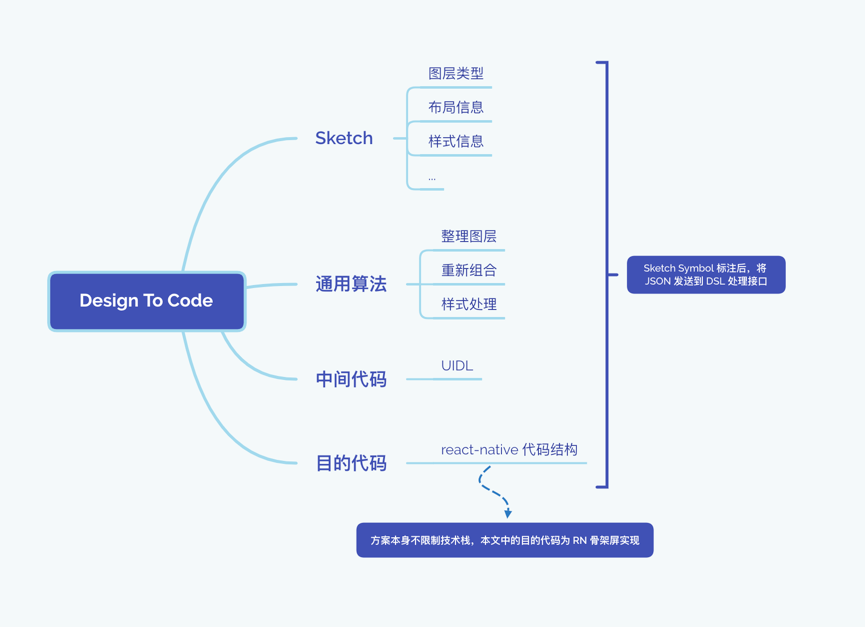 Design To Code
Sketch
图层类型
布局信息
样式信息
...
通用算法
整理图层
重新组合
样式处理
中间代码
UIDL
目的代码
react-native 代码结构
Sketch Symbol 标注后，将
JSON 发送到 DSL 处理接口
方案本身不限制技术栈，本文中的目的代码为 RN 骨架屏实现